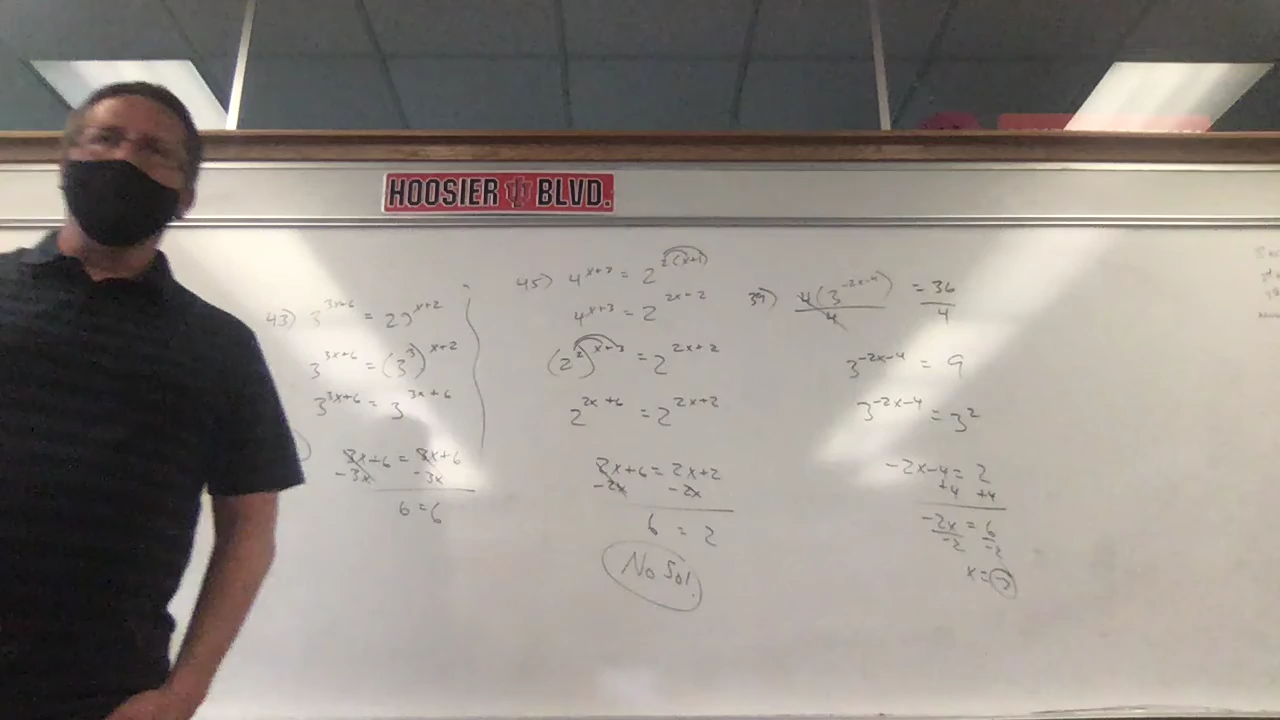 HOOSIER BLVD.
43) 3^{3x+6} = 27^{x+2}
3^{3x+6} = (3^3)^{x+2}
3^{3x+6} = 3^{3x+6}
3x+6 = 3x+6
-3x -3x
6 = 6
45) 4^{x+3} = 2^{2(x+1)}
4^{x+3} = 2^{2x+2}
(2^2)^{x+3} = 2^{2x+2}
2^{2x+6} = 2^{2x+2}
2x+6 = 2x+2
-2x -2x
6 = 2
No Sol.
39) 4(3^{-2x-4}) = 36
4 4
3^{-2x-4} = 9
3^{-2x-4} = 3^2
-2x-4 = 2
+4 +4
-2x = 6
-2 -2
x = -3